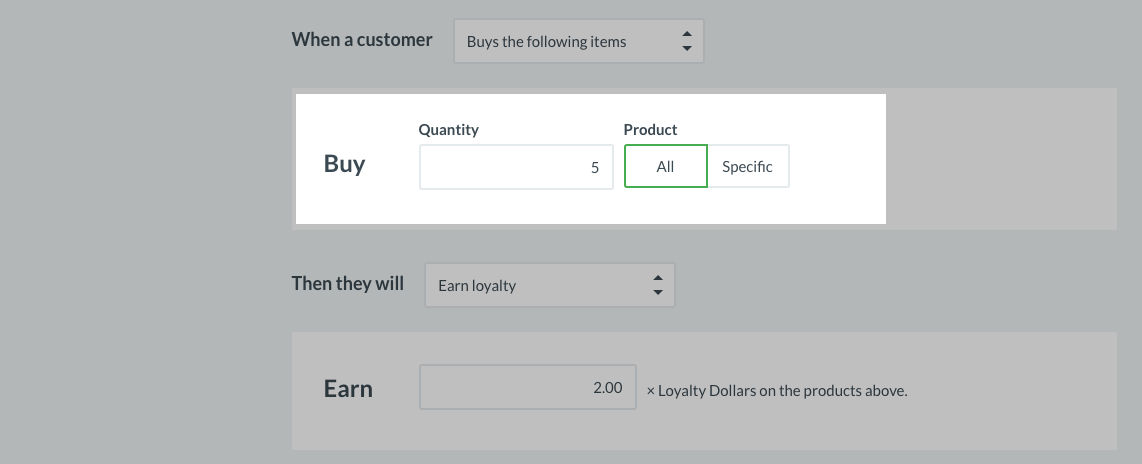 When a customer Buys the following items
Quantity Product
Buy 5 All Specific
Then they will Earn loyalty
Earn 2.00 × Loyalty Dollars on the products above.